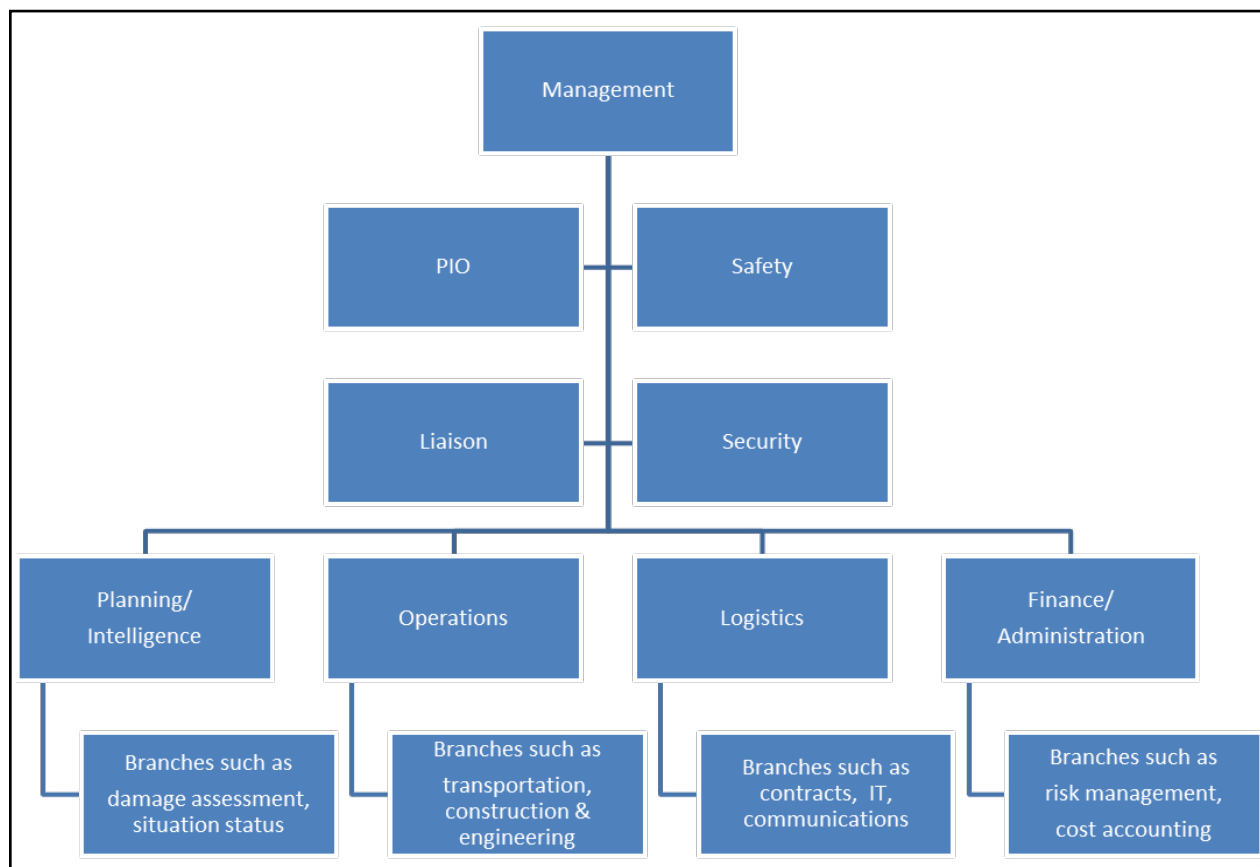 Management
PIO
Safety
Liaison
Security
Planning/
Intelligence
Operations
Logistics
Finance/
Administration
Branches such as
damage assessment,
situation status
Branches such as
transportation,
construction &
engineering
Branches such as
contracts, IT,
communications
Branches such as
risk management,
cost accounting